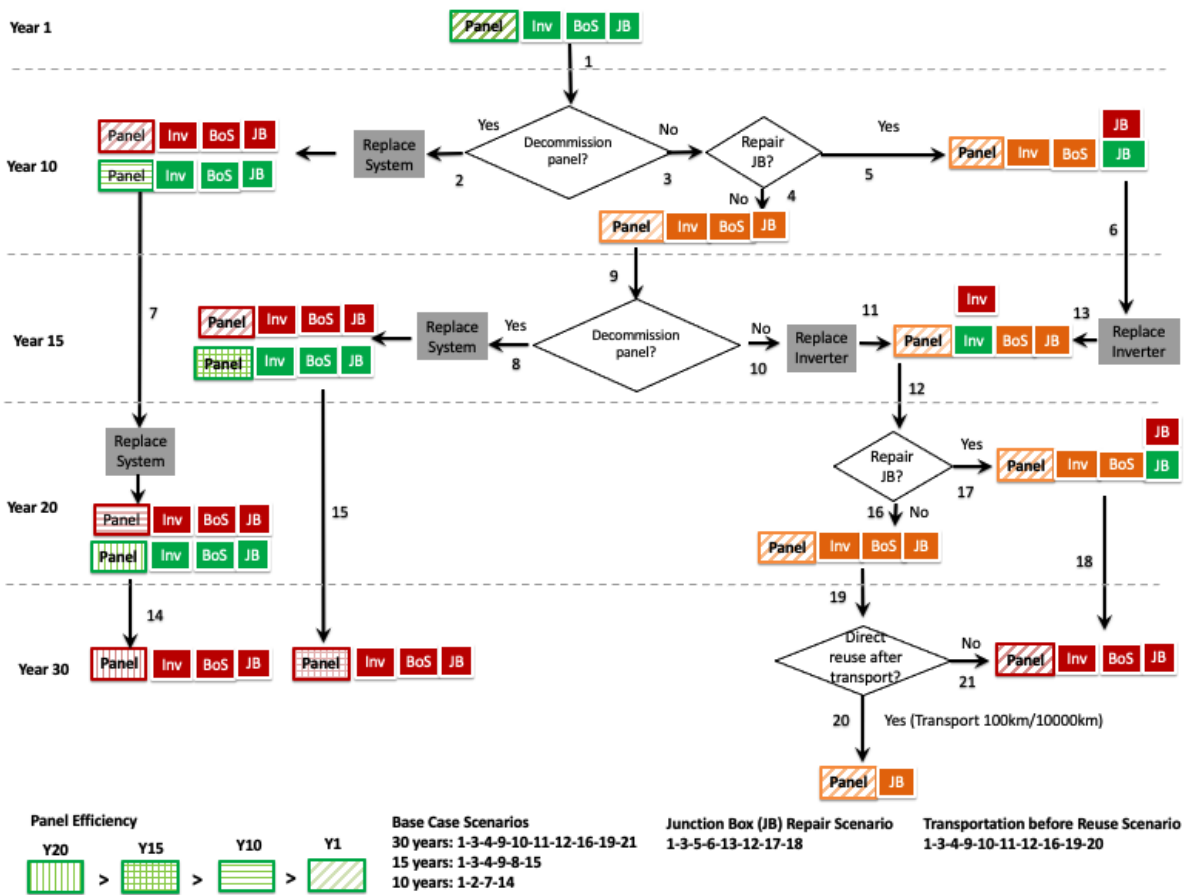 Year 1
Panel Inv BoS JB
1
Year 10
Panel Inv BoS JB
Panel Inv BoS JB
Replace
System
Yes
2
Decommission
panel?
No
3
Repair
JB?
Yes
5
No
4
JB
Panel Inv BoS JB
Panel Inv BoS JB
6
7
9
Year 15
Panel Inv BoS JB
Panel Inv BoS JB
Replace
System
Yes
8
Decommission
panel?
No
10
Replace
Inverter
11
Inv
Panel Inv BoS JB
13
Replace
Inverter
12
Replace
System
Year 20
Panel Inv BoS JB
Panel Inv BoS JB
15
Repair
JB?
Yes
17
JB
Panel Inv BoS JB
16 No
Panel Inv BoS JB
18
14
19
Year 30
Panel Inv BoS JB
Panel Inv BoS JB
Direct
reuse after
transport?
No
21
Panel Inv BoS JB
20
Yes (Transport 100km/10000km)
Panel JB
Panel Efficiency
Y20 Y15 Y10 Y1
> > >
Base Case Scenarios
30 years: 1-3-4-9-10-11-12-16-19-21
15 years: 1-3-4-9-8-15
10 years: 1-2-7-14
Junction Box (JB) Repair Scenario
1-3-5-6-13-12-17-18
Transportation before Reuse Scenario
1-3-4-9-10-11-12-16-19-20